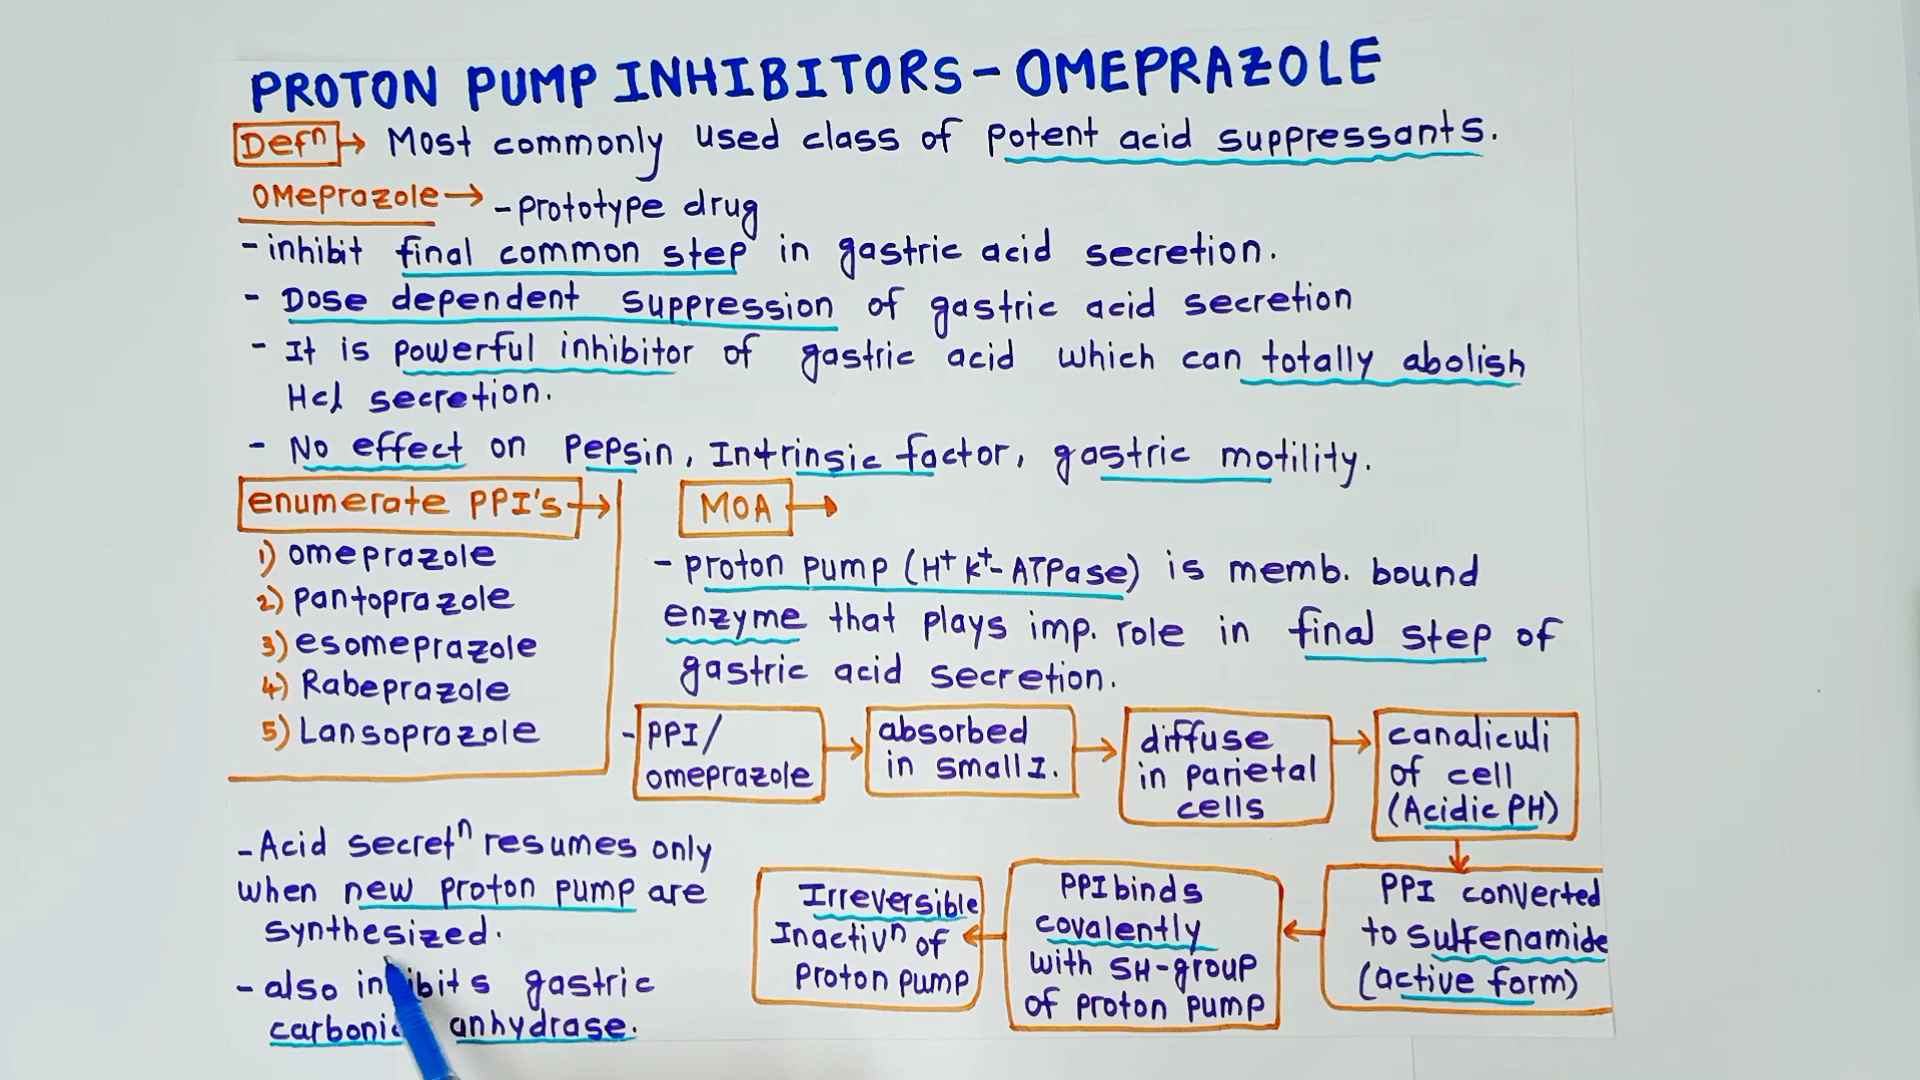 PROTON PUMP INHIBITORS - OMEPRAZOLE
Defⁿ → Most commonly used class of potent acid suppressants.
OMeprazole → - prototype drug
- inhibit final common step in gastric acid secretion.
- Dose dependent suppression of gastric acid secretion
- It is powerful inhibitor of gastric acid which can totally abolish
Hcl secretion.
- No effect on Pepsin, Intrinsic factor, gastric motility.
enumerate PPI's →
1) omeprazole
2) pantoprazole
3) esomeprazole
4) Rabeprazole
5) Lansoprazole
MOA →
- proton pump (H⁺ K⁺- ATPase) is memb. bound
enzyme that plays imp. role in final step of
gastric acid secretion.
- PPI/
omeprazole
→ absorbed
in small I.
→ diffuse
in parietal
cells
→ canaliculi
of cell
(Acidic PH)
↓
PPI converted
to sulfenamide
(active form)
← PPI binds
covalently
with SH-group
of proton pump
← Irreversible
Inactivⁿ of
Proton pump
- Acid secretⁿ resumes only
when new proton pump are
synthesized.
- also inhibits gastric
carbonic anhydrase.